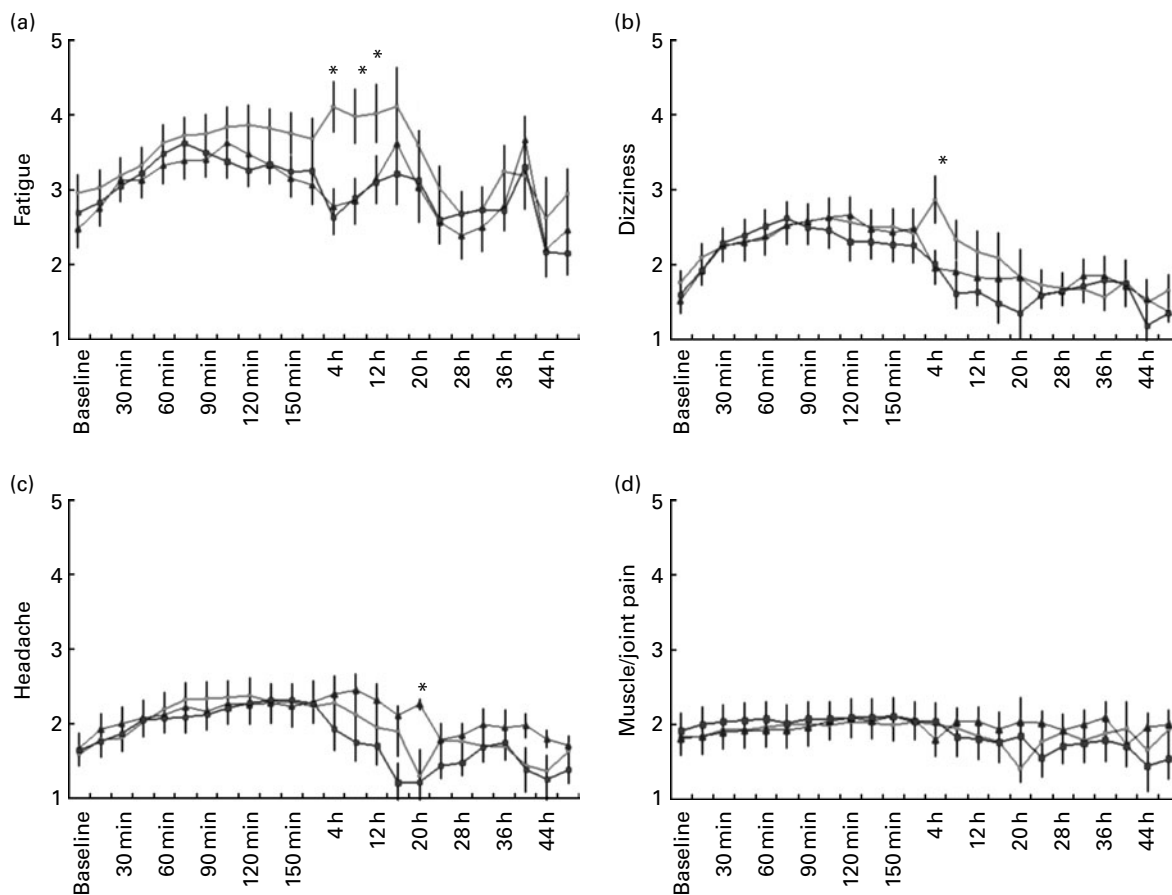 (a)
5
4
3
2
1
Fatigue
* * *
Baseline
30 min
60 min
90 min
120 min
150 min
4 h
12 h
20 h
28 h
36 h
44 h
(b)
5
4
3
2
1
Dizziness
*
Baseline
30 min
60 min
90 min
120 min
150 min
4 h
12 h
20 h
28 h
36 h
44 h
(c)
5
4
3
2
1
Headache
*
Baseline
30 min
60 min
90 min
120 min
150 min
4 h
12 h
20 h
28 h
36 h
44 h
(d)
5
4
3
2
1
Muscle/joint pain
Baseline
30 min
60 min
90 min
120 min
150 min
4 h
12 h
20 h
28 h
36 h
44 h